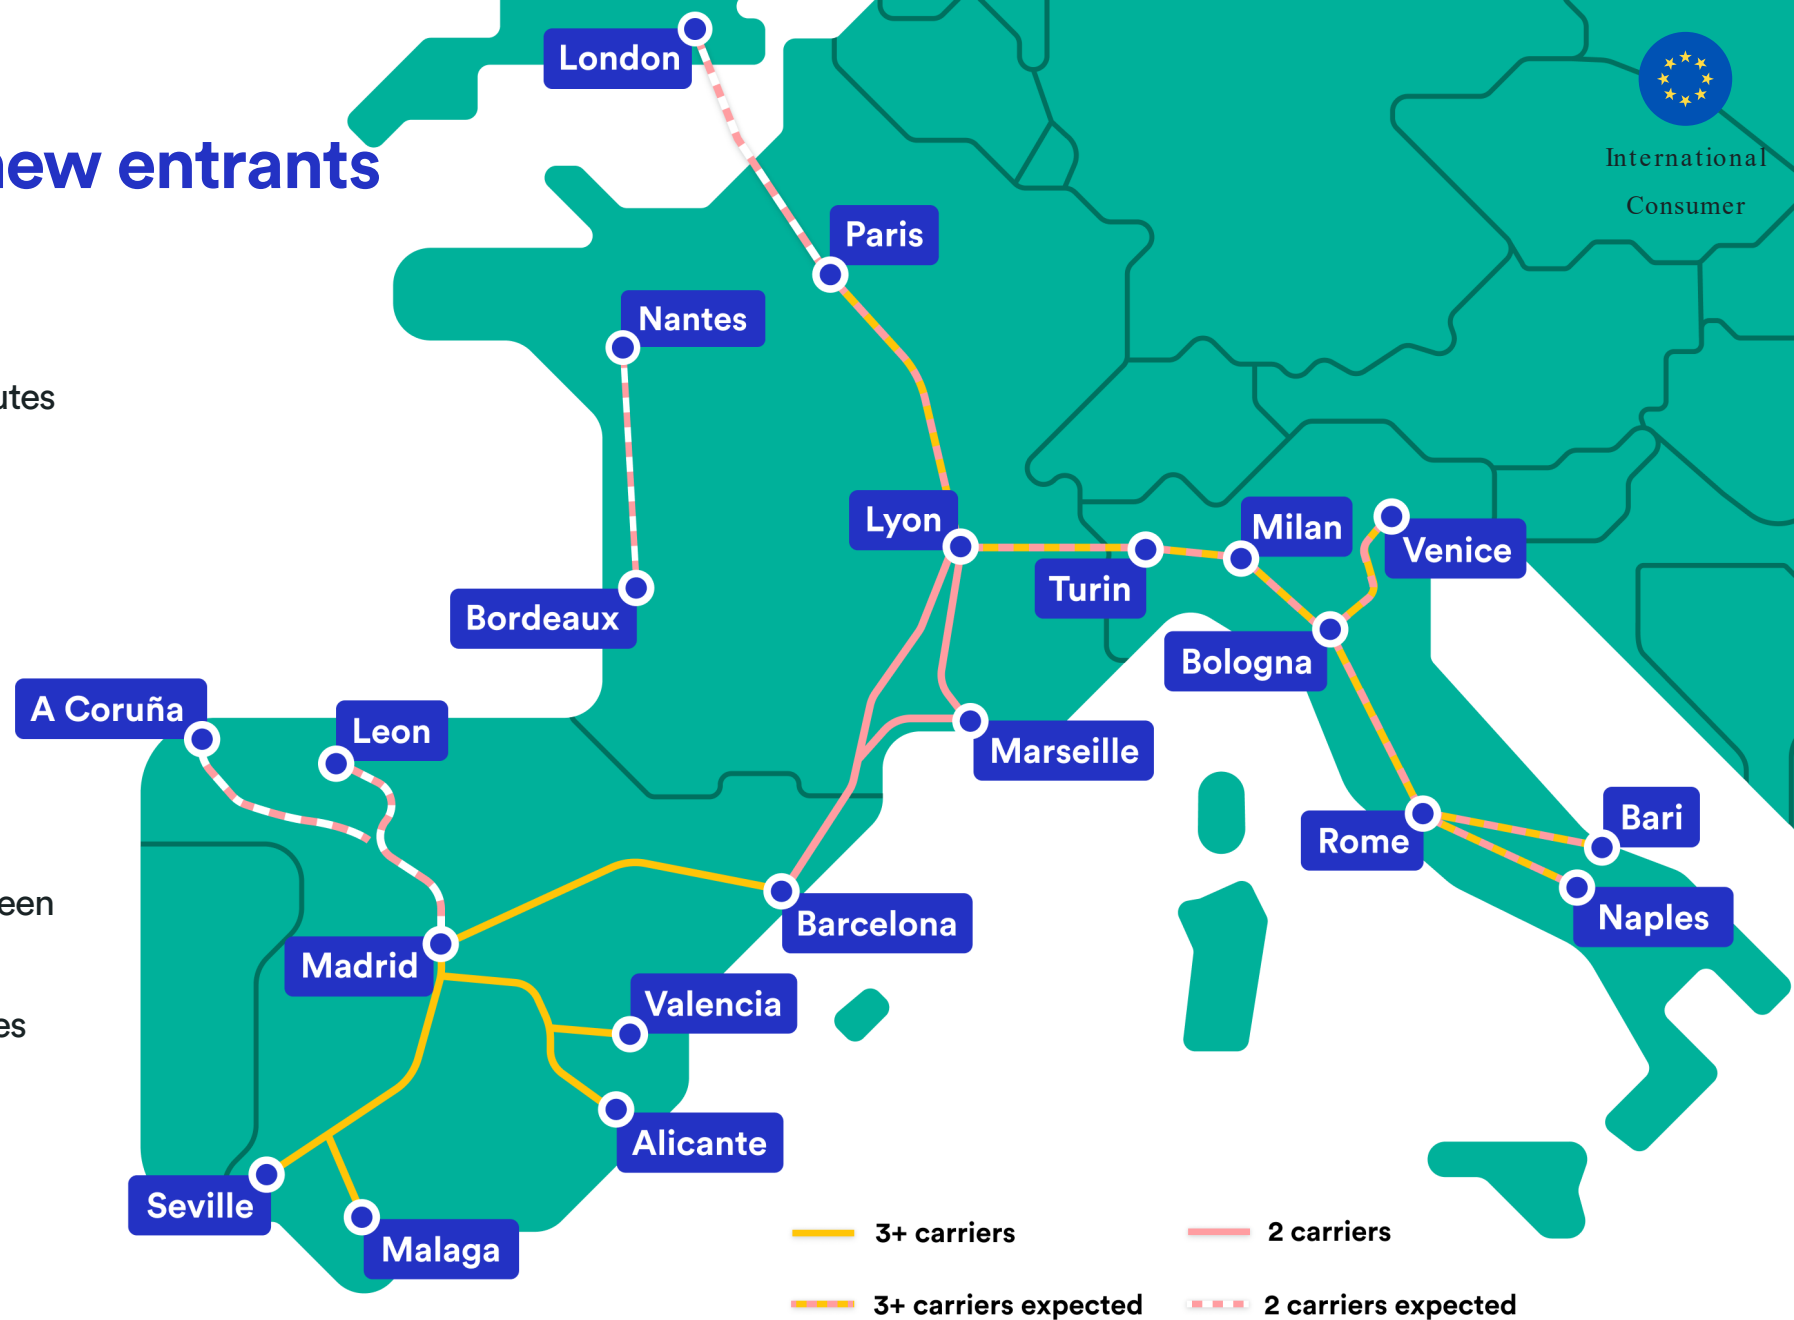 London
International
new entrants
Consumer
Paris
Nantes
utes
Lyon
Milan
Venice
Turin
Bordeaux
Bologna
A Coruña
Leon
Marseille
Bari
Rome
een
Barcelona
Naples
Madrid
Valencia
es
Alicante
Seville
Malaga
3+ carriers
2 carriers
3+ carriers expected
2 carriers expected